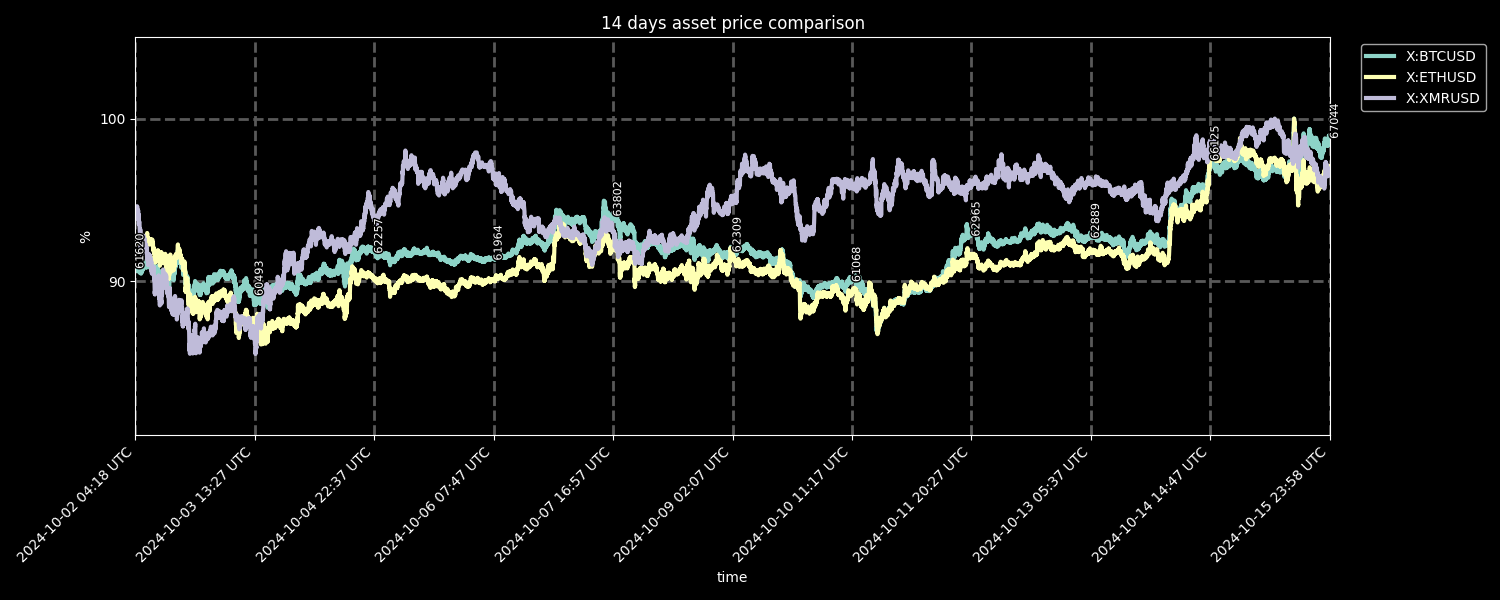 14 days asset price comparison
X:BTCUSD
X:ETHUSD
X:XMRUSD
100
90
%
61620
60493
62257
61964
63802
62309
61068
62965
62889
66125
67044
2024-10-02 04:18 UTC
2024-10-03 13:27 UTC
2024-10-04 22:37 UTC
2024-10-06 07:47 UTC
2024-10-07 16:57 UTC
2024-10-09 02:07 UTC
2024-10-10 11:17 UTC
2024-10-11 20:27 UTC
2024-10-13 05:37 UTC
2024-10-14 14:47 UTC
2024-10-15 23:58 UTC
time